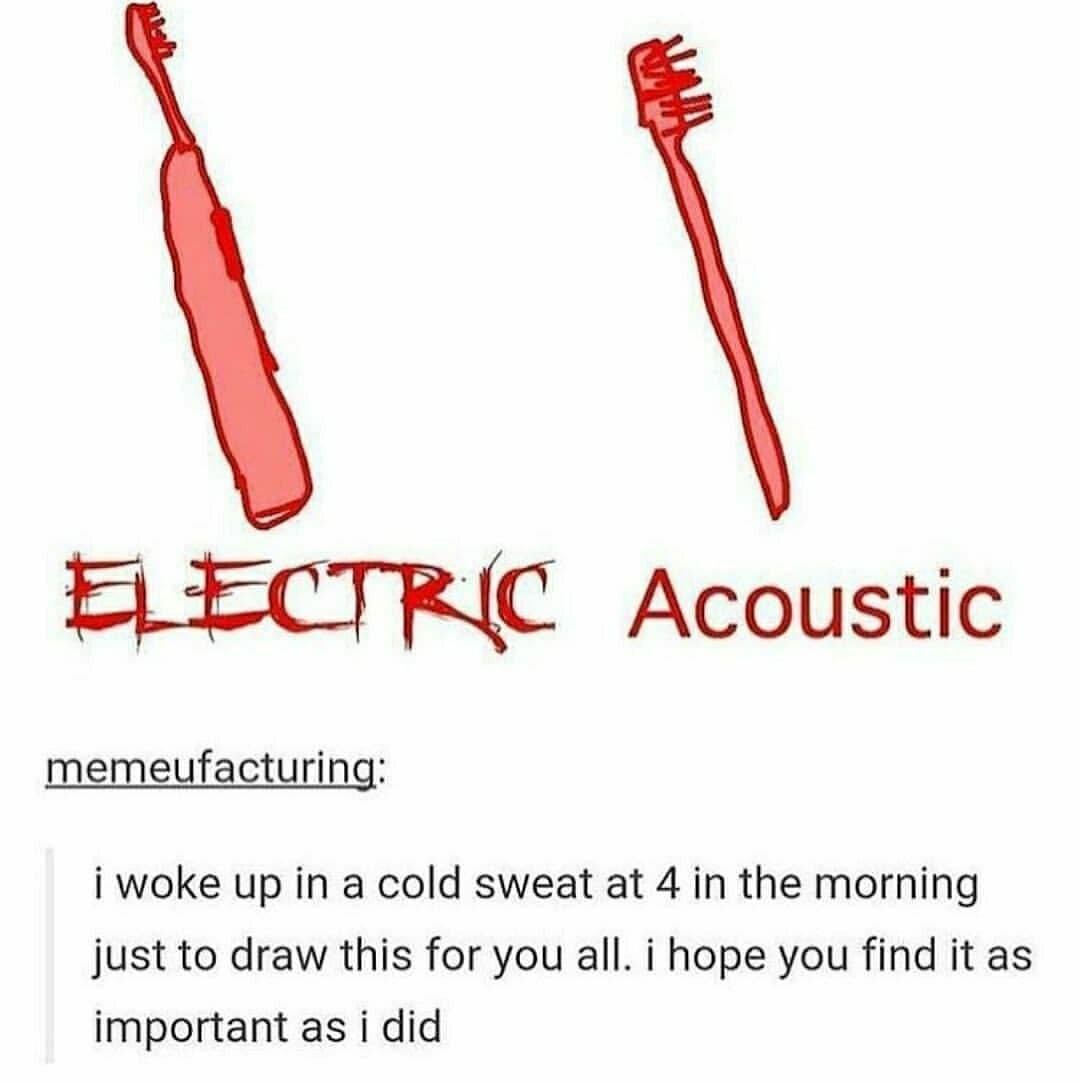 ELECTRIC Acoustic
memeufacturing:
i woke up in a cold sweat at 4 in the morning
just to draw this for you all. i hope you find it as
important as i did